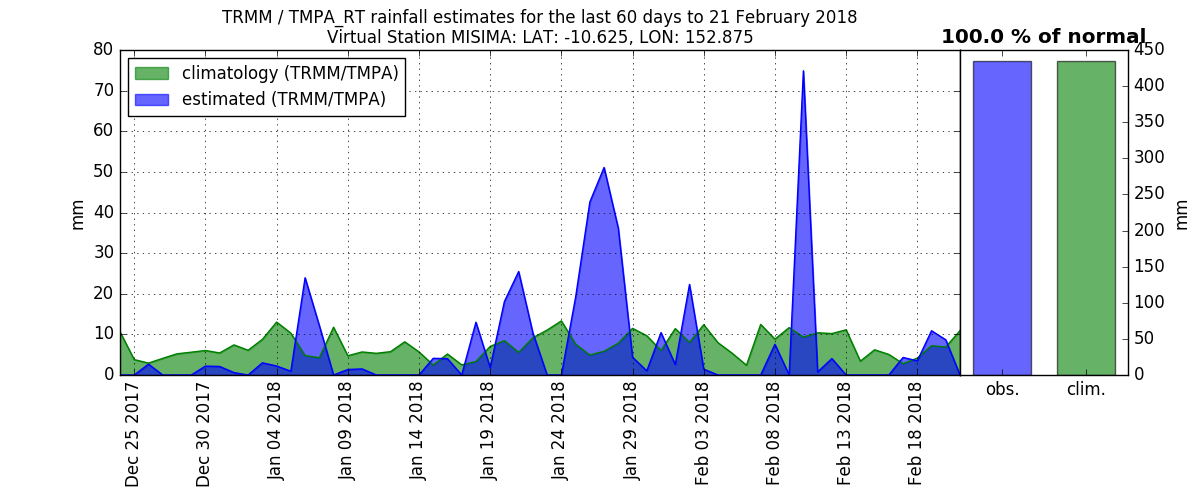 TRMM / TMPA_RT rainfall estimates for the last 60 days to 21 February 2018
Virtual Station MISIMA: LAT: -10.625, LON: 152.875
100.0 % of normal
climatology (TRMM/TMPA)
estimated (TRMM/TMPA)
80
70
60
50
40
30
20
10
0
mm
Dec 25 2017
Dec 30 2017
Jan 04 2018
Jan 09 2018
Jan 14 2018
Jan 19 2018
Jan 24 2018
Jan 29 2018
Feb 03 2018
Feb 08 2018
Feb 13 2018
Feb 18 2018
obs.
clim.
450
400
350
300
250
200
150
100
50
0
mm